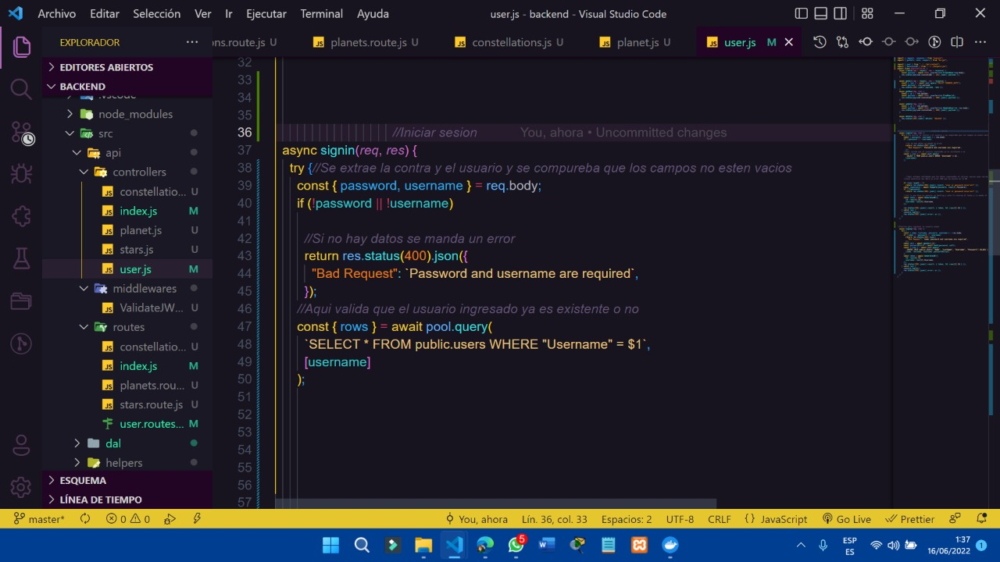 Archivo Editar Selección Ver Ir Ejecutar Terminal Ayuda user.js - backend - Visual Studio Code
EXPLORADOR
ns.route.js U planets.route.js U constellations.js U planet.js U user.js M
EDITORES ABIERTOS
BACKEND
.vscode
node_modules
src
api
controllers
constellatio... U
index.js M
planet.js U
stars.js U
user.js M
middlewares
ValidateJW... U
routes
constellatio... U
index.js M
planets.rou... U
stars.route.js U
user.routes... M
dal
helpers
ESQUEMA
LÍNEA DE TIEMPO
32
33
34
35
36 //Iniciar sesion You, ahora • Uncommitted changes
37 async signin(req, res) {
38 try {//Se extrae la contra y el usuario y se comprueba que los campos no esten vacios
39 const { password, username } = req.body;
40 if (!password || !username)
41
42 //Si no hay nada manda un error
43 return res.status(400).json({
44 "Bad Request": `Password and username are required`,
45 });
46 //Aqui valida que el usuario ingresado ya es existente o no
47 const { rows } = await pool.query(
48 `SELECT * FROM public.users WHERE "Username" = $1`,
49 [username]
50 );
51
52
53
54
55
56
57
master* 0 0 You, ahora Lín. 36, col. 33 Espacios: 2 UTF-8 CRLF {} JavaScript Go Live Prettier
5
ESP
ES
1:37
16/06/2022
1